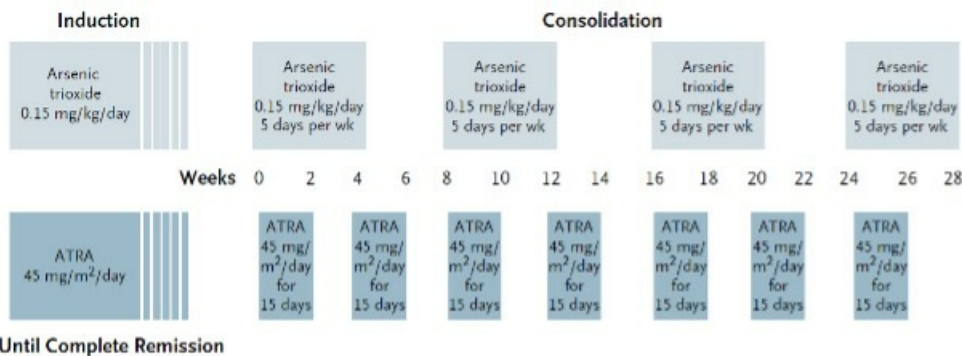 Induction
Consolidation
Arsenic
trioxide
0.15 mg/kg/day
Arsenic
trioxide
0.15 mg/kg/day
5 days per wk
Arsenic
trioxide
0.15 mg/kg/day
5 days per wk
Arsenic
trioxide
0.15 mg/kg/day
5 days per wk
Arsenic
trioxide
0.15 mg/kg/day
5 days per wk
Weeks 0 2 4 6 8 10 12 14 16 18 20 22 24 26 28
ATRA
45 mg/m²/day
ATRA
45 mg/
m²/day
for
15 days
ATRA
45 mg/
m²/day
for
15 days
ATRA
45 mg/
m²/day
for
15 days
ATRA
45 mg/
m²/day
for
15 days
ATRA
45 mg/
m²/day
for
15 days
ATRA
45 mg/
m²/day
for
15 days
ATRA
45 mg/
m²/day
for
15 days
Until Complete Remission